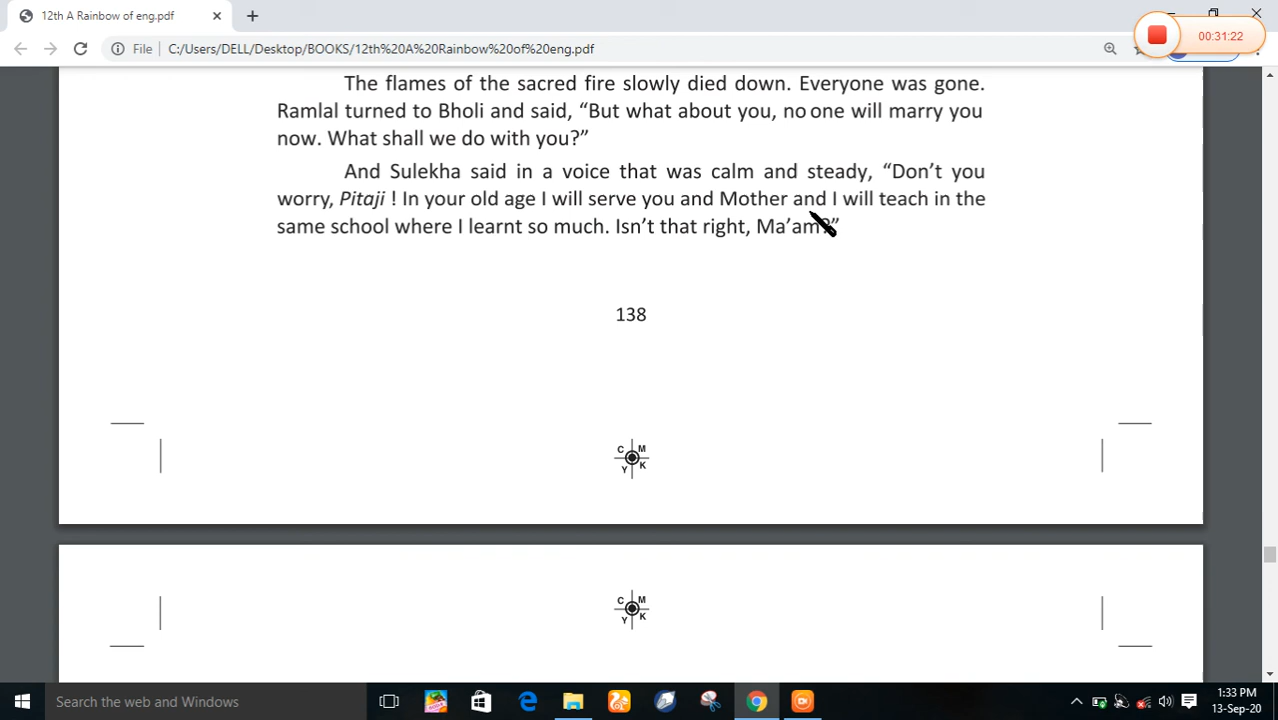 12th A Rainbow of eng.pdf
00:31:22
File | C:/Users/DELL/Desktop/BOOKS/12th%20A%20Rainbow%20of%20eng.pdf
The flames of the sacred fire slowly died down. Everyone was gone.
Ramlal turned to Bholi and said, “But what about you, no one will marry you
now. What shall we do with you?”
And Sulekha said in a voice that was calm and steady, “Don’t you
worry, Pitaji ! In your old age I will serve you and Mother and I will teach in the
same school where I learnt so much. Isn’t that right, Ma’am?”
138
C M
Y K
C M
Y K
Search the web and Windows
1:33 PM
13-Sep-20